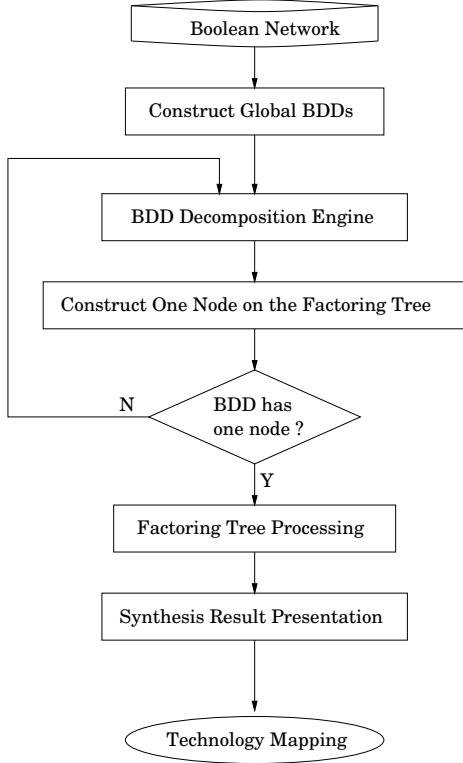 Boolean Network
Construct Global BDDs
BDD Decomposition Engine
Construct One Node on the Factoring Tree
N
BDD has
one node ?
Y
Factoring Tree Processing
Synthesis Result Presentation
Technology Mapping